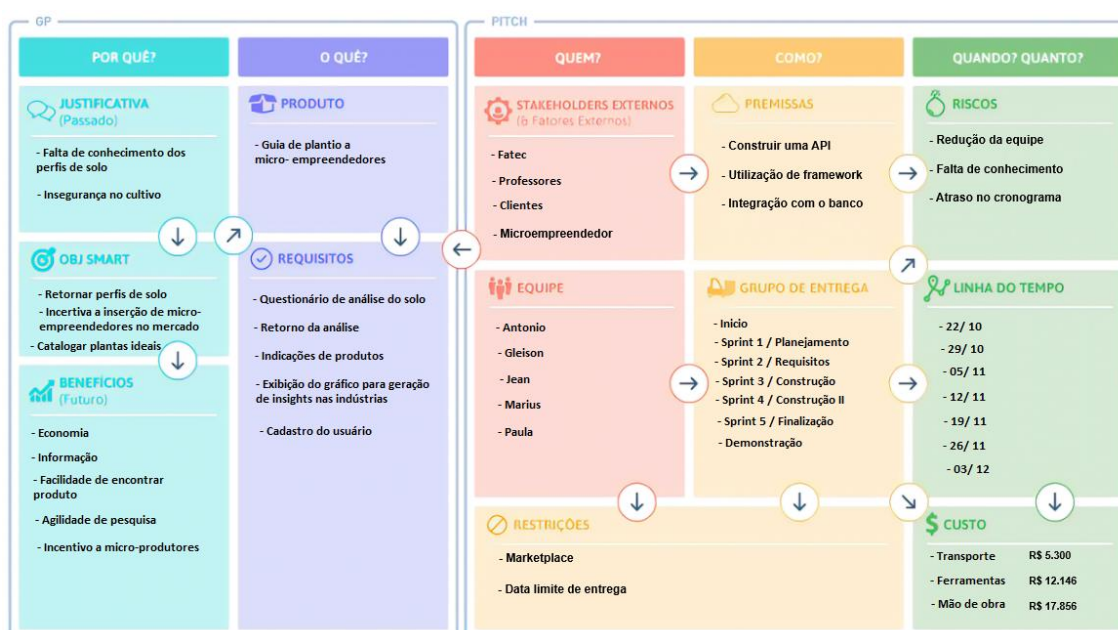 GP
POR QUÊ?
JUSTIFICATIVA
(Passado)
- Falta de conhecimento dos
perfis de solo
- Insegurança no cultivo
OBJ SMART
- Retornar perfis de solo
- Incentiva a inserção de micro-
empreendedores no mercado
- Catalogar plantas ideais
BENEFÍCIOS
(Futuro)
- Economia
- Informação
- Facilidade de encontrar
produto
- Agilidade de pesquisa
- Incentivo a micro-produtores
O QUÊ?
PRODUTO
- Guia de plantio a
micro- empreendedores
REQUISITOS
- Questionário de análise do solo
- Retorno da análise
- Indicações de produtos
- Exibição do gráfico para geração
de insights nas indústrias
- Cadastro do usuário
PITCH
QUEM?
STAKEHOLDERS EXTERNOS
(& Fatores Externos)
- Fatec
- Professores
- Clientes
- Microempreendedor
EQUIPE
- Antonio
- Gleison
- Jean
- Marius
- Paula
COMO?
PREMISSAS
- Construir uma API
- Utilização de framework
- Integração com o banco
GRUPO DE ENTREGA
- Inicio
- Sprint 1 / Planejamento
- Sprint 2 / Requisitos
- Sprint 3 / Construção
- Sprint 4 / Construção II
- Sprint 5 / Finalização
- Demonstração
RESTRIÇÕES
- Marketplace
- Data limite de entrega
QUANDO? QUANTO?
RISCOS
- Redução da equipe
- Falta de conhecimento
- Atraso no cronograma
LINHA DO TEMPO
- 22/ 10
- 29/ 10
- 05/ 11
- 12/ 11
- 19/ 11
- 26/ 11
- 03/ 12
$ CUSTO
- Transporte R$ 5.300
- Ferramentas R$ 12.146
- Mão de obra R$ 17.856